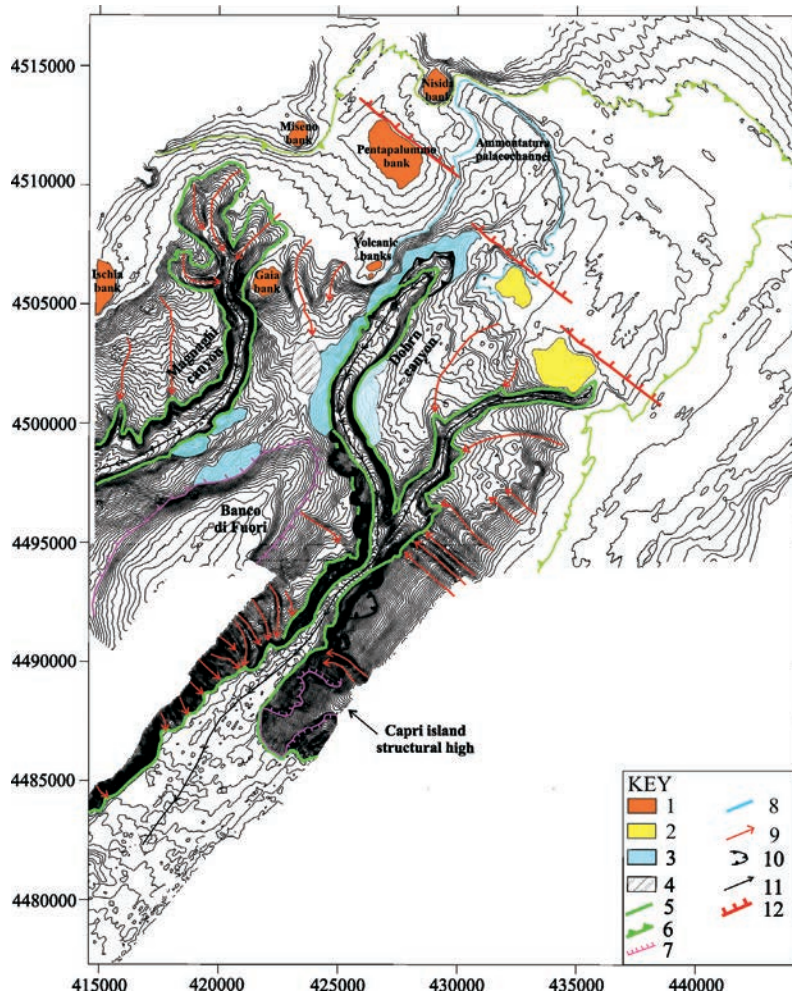 4515000
4510000
4505000
4500000
4495000
4490000
4485000
4480000
Nisida
bank
Miseno
bank
Pentapalummo
bank
Ammontatura
palaeochannel
Volcanic
banks
Ischia
bank
Gaia
bank
Magnaghi
canyon
Dohrn
canyon
Banco
di Fuori
Capri island
structural high
KEY
1
2
3
4
5
6
7
8
9
10
11
12
415000
420000
425000
430000
435000
440000